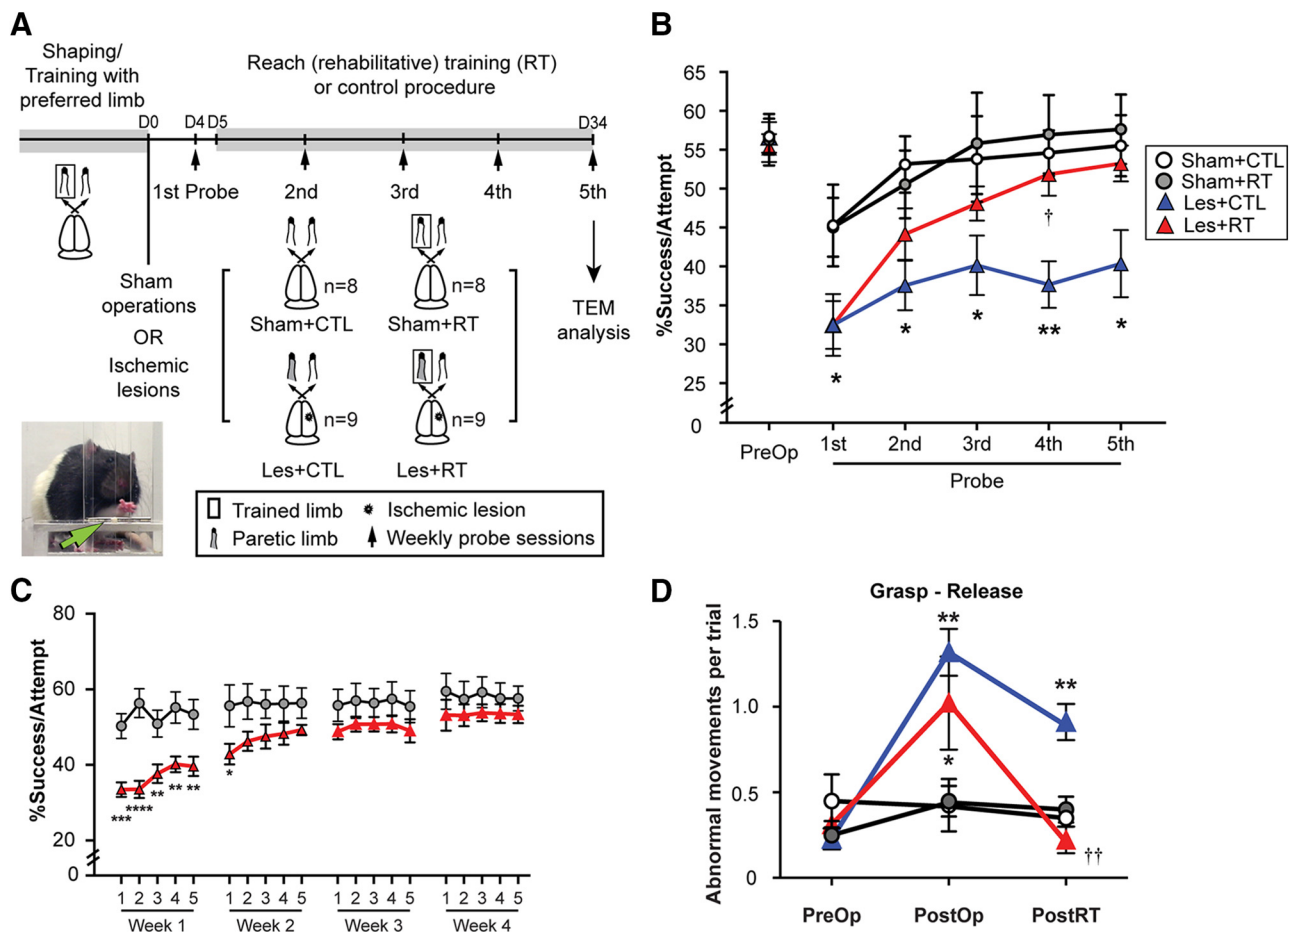 A
Shaping/
Training with
preferred limb
Reach (rehabilitative) training (RT)
or control procedure
D0
D4
D5
D34
1st Probe
2nd
3rd
4th
5th
Sham
operations
OR
Ischemic
lesions
n=8
n=8
Sham+CTL
Sham+RT
n=9
n=9
Les+CTL
Les+RT
TEM
analysis
Trained limb
Ischemic lesion
Paretic limb
Weekly probe sessions
B
%Success/Attempt
65
60
55
50
45
40
35
30
25
0
†
*
*
*
**
*
PreOp
1st
2nd
3rd
4th
5th
Probe
Sham+CTL
Sham+RT
Les+CTL
Les+RT
C
%Success/Attempt
80
60
40
20
0
***
****
**
**
**
*
1 2 3 4 5
1 2 3 4 5
1 2 3 4 5
1 2 3 4 5
Week 1
Week 2
Week 3
Week 4
D
Grasp - Release
Abnormal movements per trial
1.5
1.0
0.5
0
**
**
*
††
PreOp
PostOp
PostRT